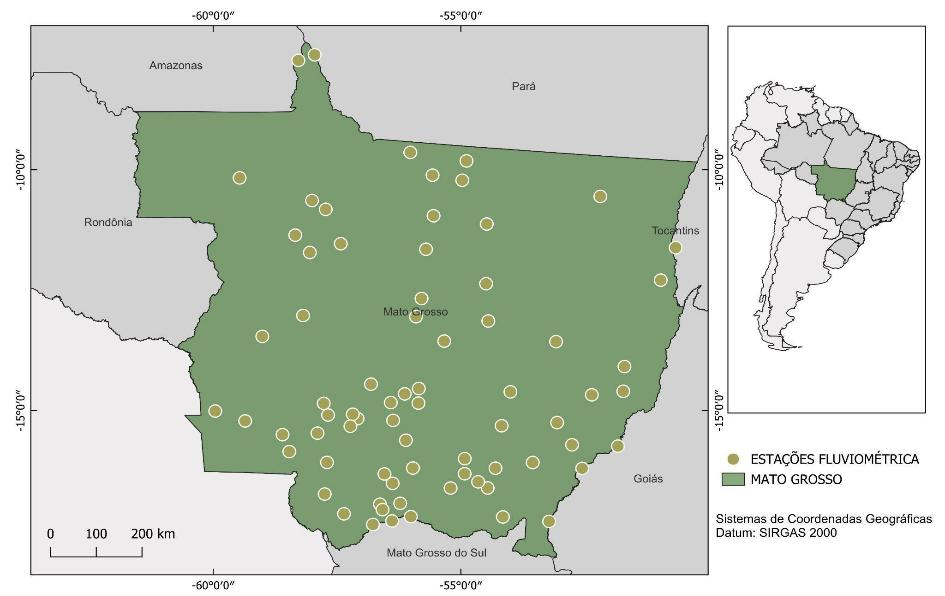 -60°0'0'' -55°0'0''
Amazonas
Pará
-10°0'0'' -10°0'0''
Rondônia
Tocantins
Mato Grosso
-15°0'0'' -15°0'0''
Goiás
Mato Grosso do Sul
0 100 200 km
-60°0'0'' -55°0'0''
ESTAÇÕES FLUVIOMÉTRICA
MATO GROSSO
Sistemas de Coordenadas Geográficas
Datum: SIRGAS 2000